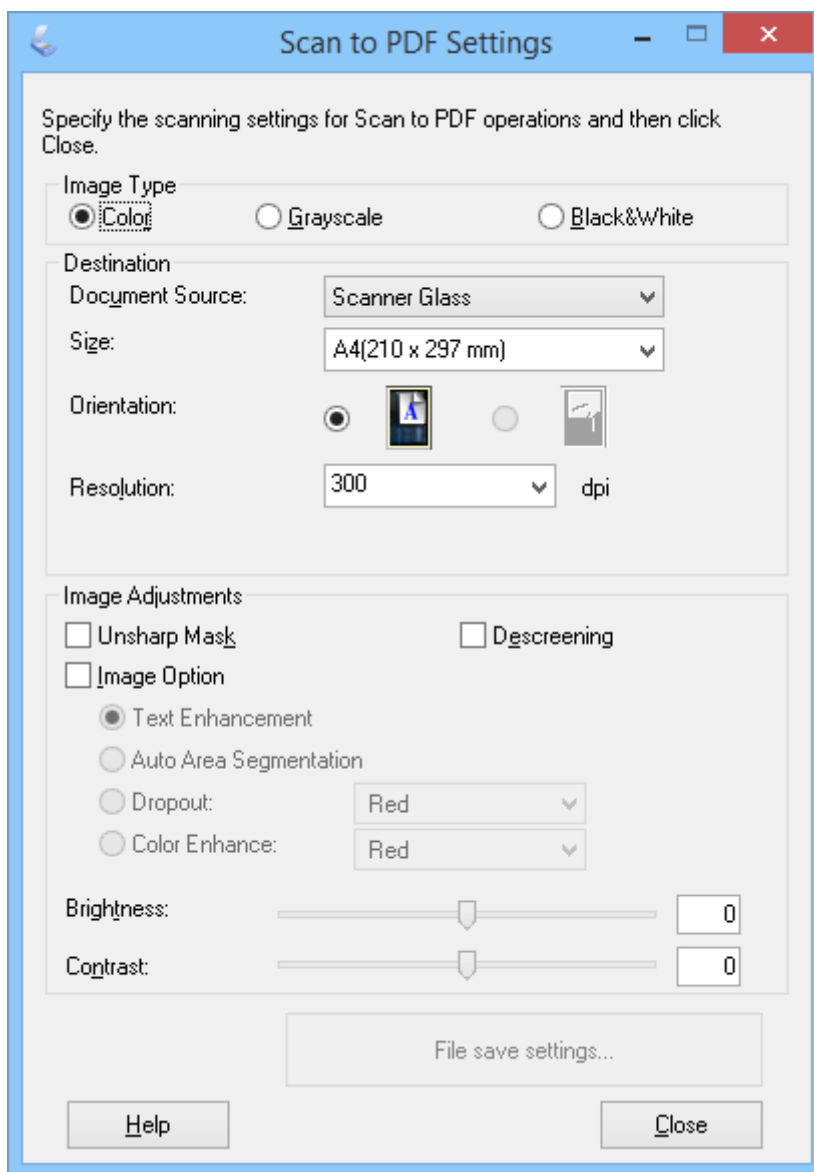 Scan to PDF Settings
Specify the scanning settings for Scan to PDF operations and then click
Close.
Image Type
Color
Grayscale
Black&White
Destination
Document Source:
Scanner Glass
Size:
A4(210 x 297 mm)
Orientation:
A
Resolution:
300
dpi
Image Adjustments
Unsharp Mask
Descreening
Image Option
Text Enhancement
Auto Area Segmentation
Dropout:
Red
Color Enhance:
Red
Brightness:
0
Contrast:
0
File save settings...
Help
Close